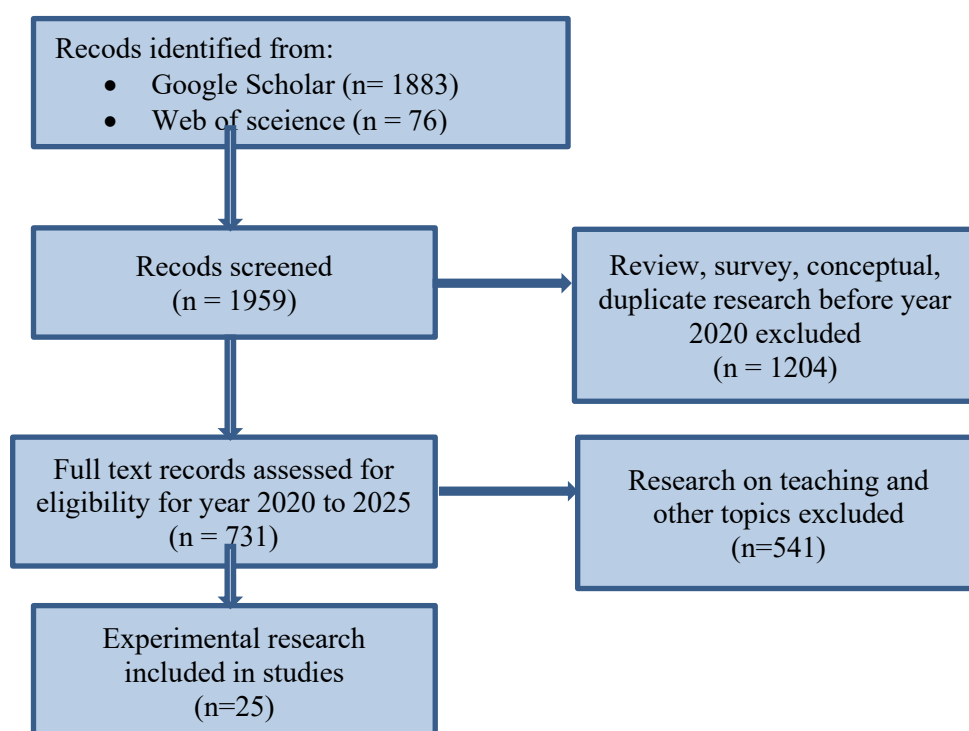 Recods identified from:
• Google Scholar (n= 1883)
• Web of sceience (n = 76)
Recods screened
(n = 1959)
Review, survey, conceptual,
duplicate research before year
2020 excluded
(n = 1204)
Full text records assessed for
eligibility for year 2020 to 2025
(n = 731)
Research on teaching and
other topics excluded
(n=541)
Experimental research
included in studies
(n=25)